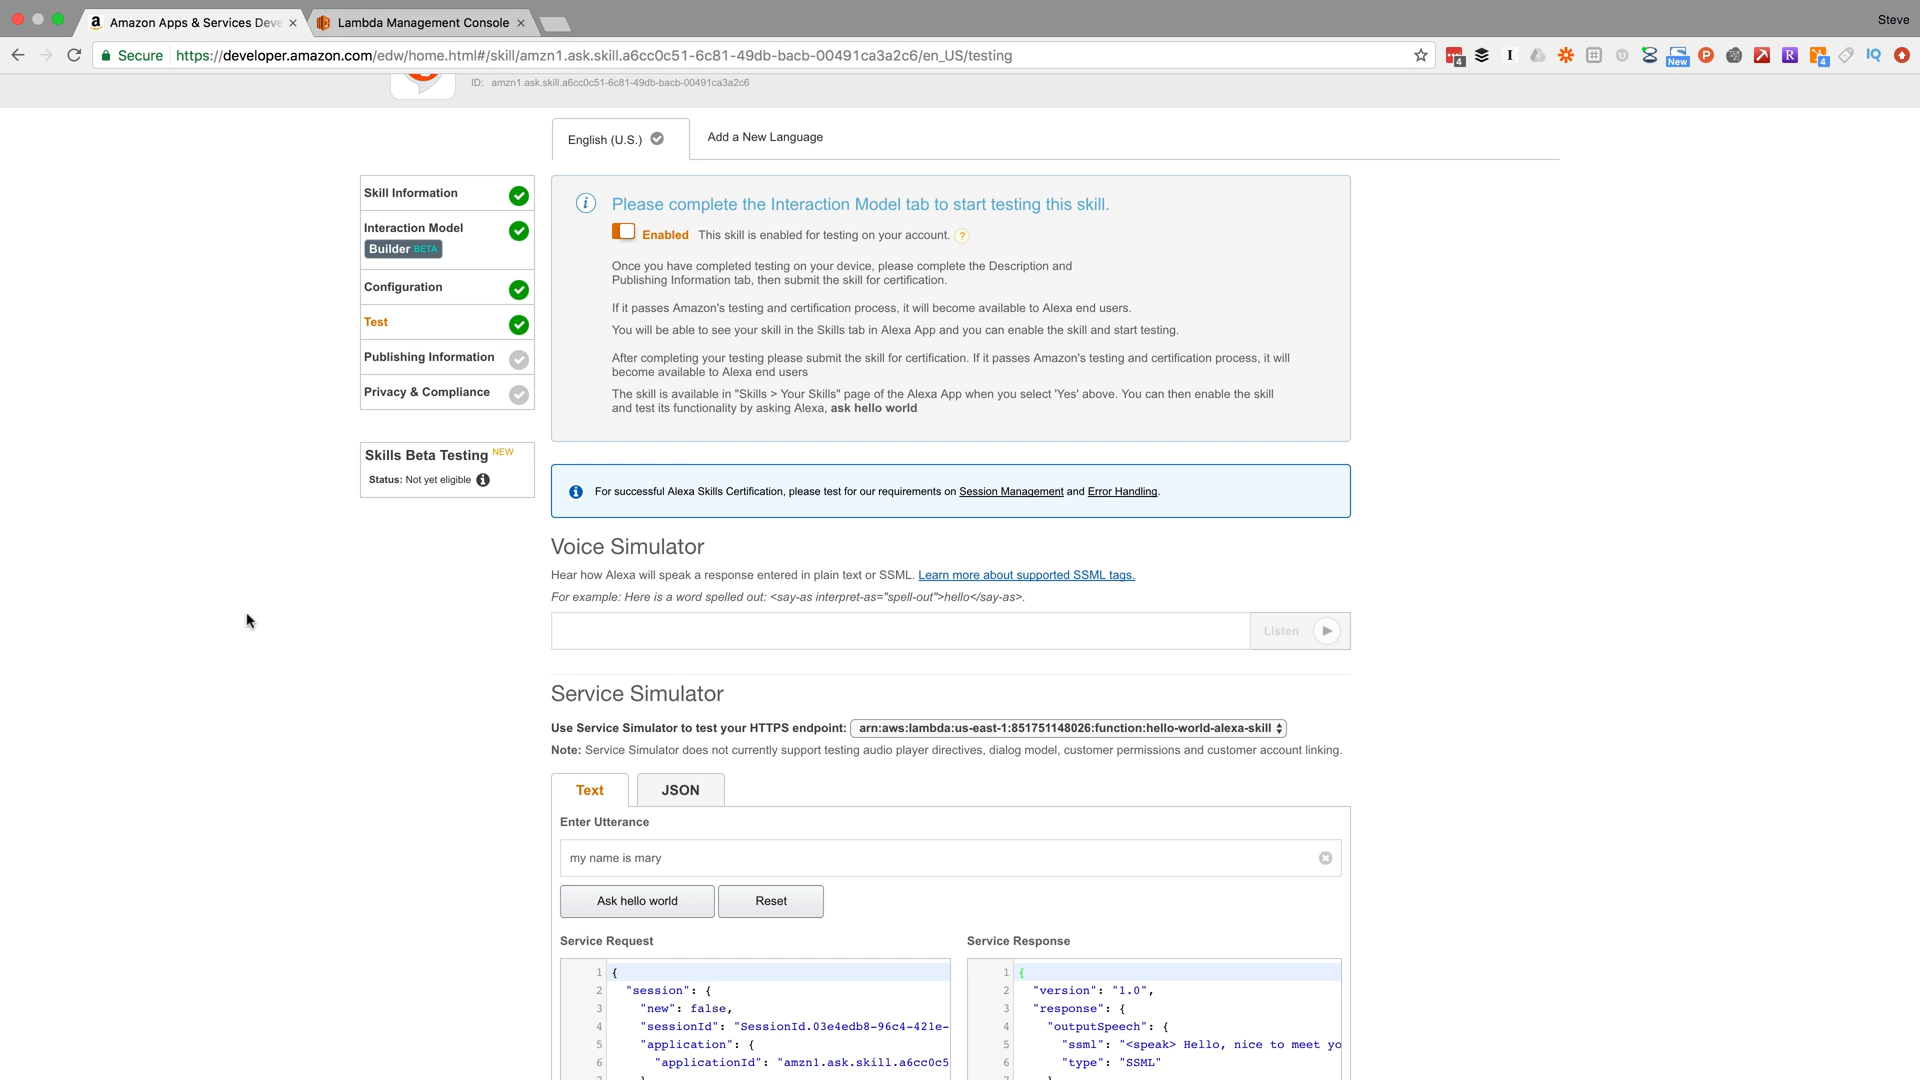 Amazon Apps & Services Deve
Lambda Management Console
Steve
Secure
https://developer.amazon.com/edw/home.html#/skill/amzn1.ask.skill.a6cc0c51-6c81-49db-bacb-00491ca3a2c6/en_US/testing
ID: amzn1.ask.skill.a6cc0c51-6c81-49db-bacb-00491ca3a2c6
English (U.S.)
Add a New Language
Skill Information
Interaction Model
Builder BETA
Configuration
Test
Publishing Information
Privacy & Compliance
Skills Beta Testing NEW
Status: Not yet eligible
Please complete the Interaction Model tab to start testing this skill.
Enabled This skill is enabled for testing on your account. ?
Once you have completed testing on your device, please complete the Description and
Publishing Information tab, then submit the skill for certification.
If it passes Amazon's testing and certification process, it will become available to Alexa end users.
You will be able to see your skill in the Skills tab in Alexa App and you can enable the skill and start testing.
After completing your testing please submit the skill for certification. If it passes Amazon's testing and certification process, it will
become available to Alexa end users
The skill is available in "Skills > Your Skills" page of the Alexa App when you select 'Yes' above. You can then enable the skill
and test its functionality by asking Alexa, ask hello world
For successful Alexa Skills Certification, please test for our requirements on Session Management and Error Handling.
Voice Simulator
Hear how Alexa will speak a response entered in plain text or SSML. Learn more about supported SSML tags.
For example: Here is a word spelled out: <say-as interpret-as="spell-out">hello</say-as>.
Listen
Service Simulator
Use Service Simulator to test your HTTPS endpoint: arn:aws:lambda:us-east-1:851751148026:function:hello-world-alexa-skill
Note: Service Simulator does not currently support testing audio player directives, dialog model, customer permissions and customer account linking.
Text
JSON
Enter Utterance
my name is mary
Ask hello world
Reset
Service Request
1 {
2 "session": {
3 "new": false,
4 "sessionId": "SessionId.03e4edb8-96c4-421e-
5 "application": {
6 "applicationId": "amzn1.ask.skill.a6cc0c5
Service Response
1 {
2 "version": "1.0",
3 "response": {
4 "outputSpeech": {
5 "ssml": "<speak> Hello, nice to meet yo
6 "type": "SSML"